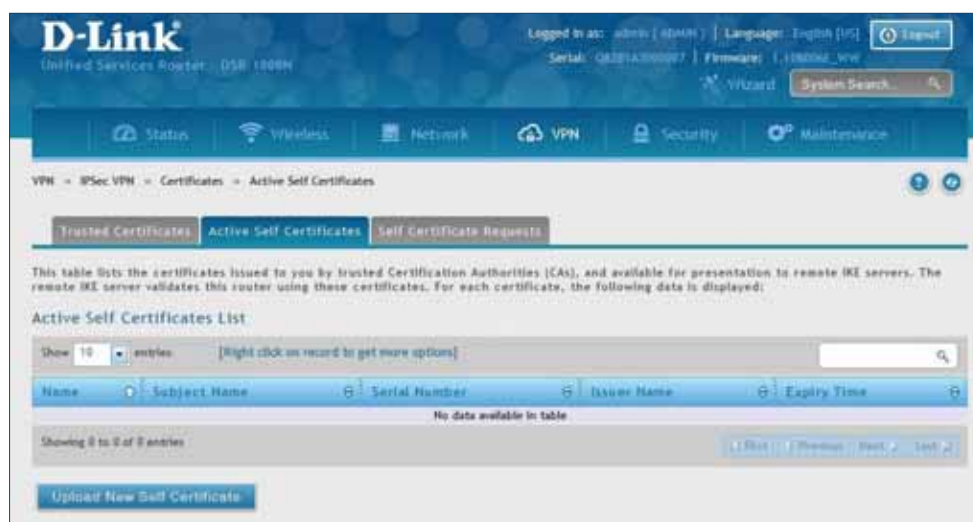 D-Link
Logged in as: admin ( ADMIN ) | Language: English [US]
Logout
Unified Services Router - DSR-1000N
Serial: | Firmware:
Wizard
System Search...
Status
Wireless
Network
VPN
Security
Maintenance
VPN » IPSec VPN » Certificates » Active Self Certificates
Trusted Certificates
Active Self Certificates
Self Certificate Requests
This table lists the certificates issued to you by trusted Certification Authorities (CAs), and available for presentation to remote IKE servers. The
remote IKE server validates this router using these certificates. For each certificate, the following data is displayed:
Active Self Certificates List
Show 10 entries
[Right click on record to get more options]
Name
Subject Name
Serial Number
Issuer Name
Expiry Time
No data available in table
Showing 0 to 0 of 0 entries
First
Previous
Next
Last
Upload New Self Certificate